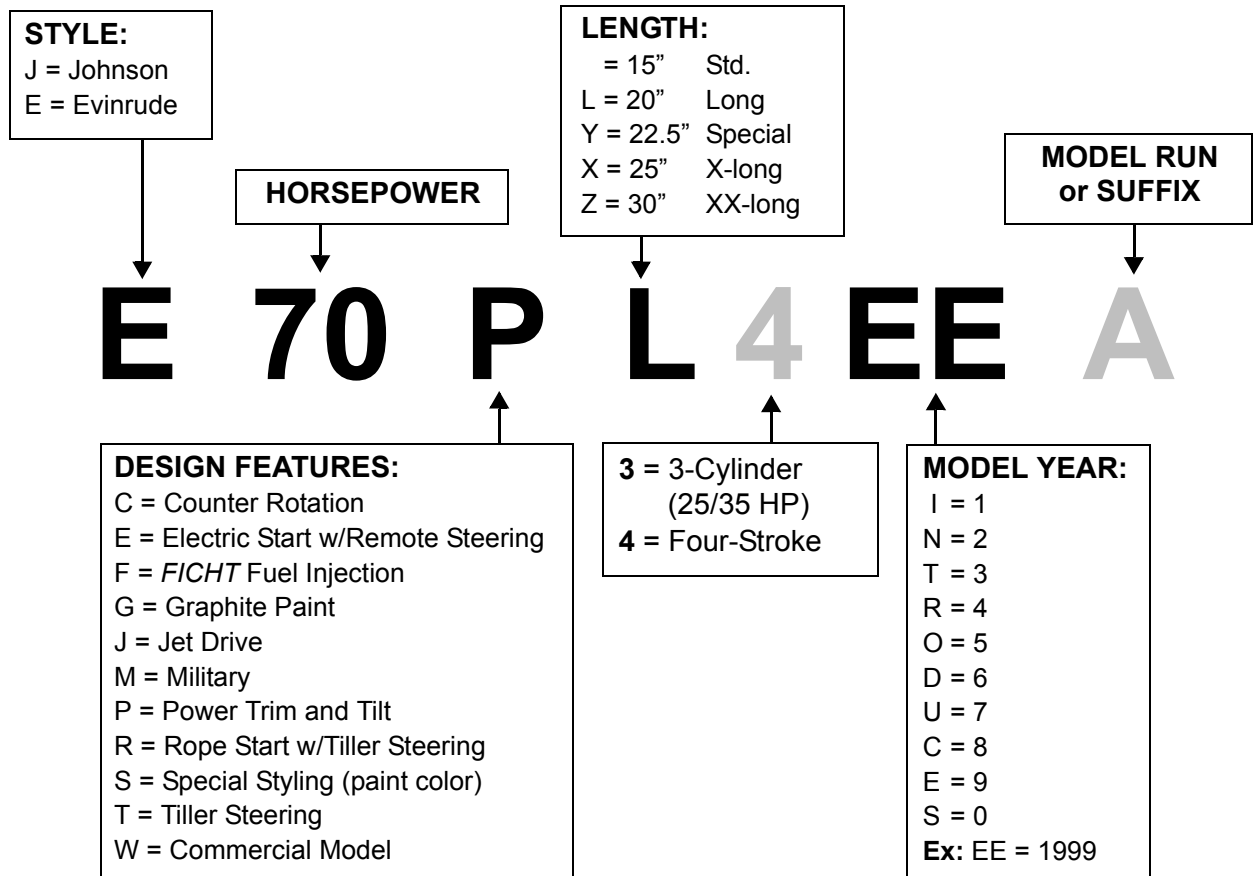 STYLE:
J = Johnson
E = Evinrude
HORSEPOWER
LENGTH:
= 15” Std.
L = 20” Long
Y = 22.5” Special
X = 25” X-long
Z = 30” XX-long
MODEL RUN
or SUFFIX
E 70 P L 4 EE A
DESIGN FEATURES:
C = Counter Rotation
E = Electric Start w/Remote Steering
F = FICHT Fuel Injection
G = Graphite Paint
J = Jet Drive
M = Military
P = Power Trim and Tilt
R = Rope Start w/Tiller Steering
S = Special Styling (paint color)
T = Tiller Steering
W = Commercial Model
3 = 3-Cylinder
(25/35 HP)
4 = Four-Stroke
MODEL YEAR:
I = 1
N = 2
T = 3
R = 4
O = 5
D = 6
U = 7
C = 8
E = 9
S = 0
Ex: EE = 1999